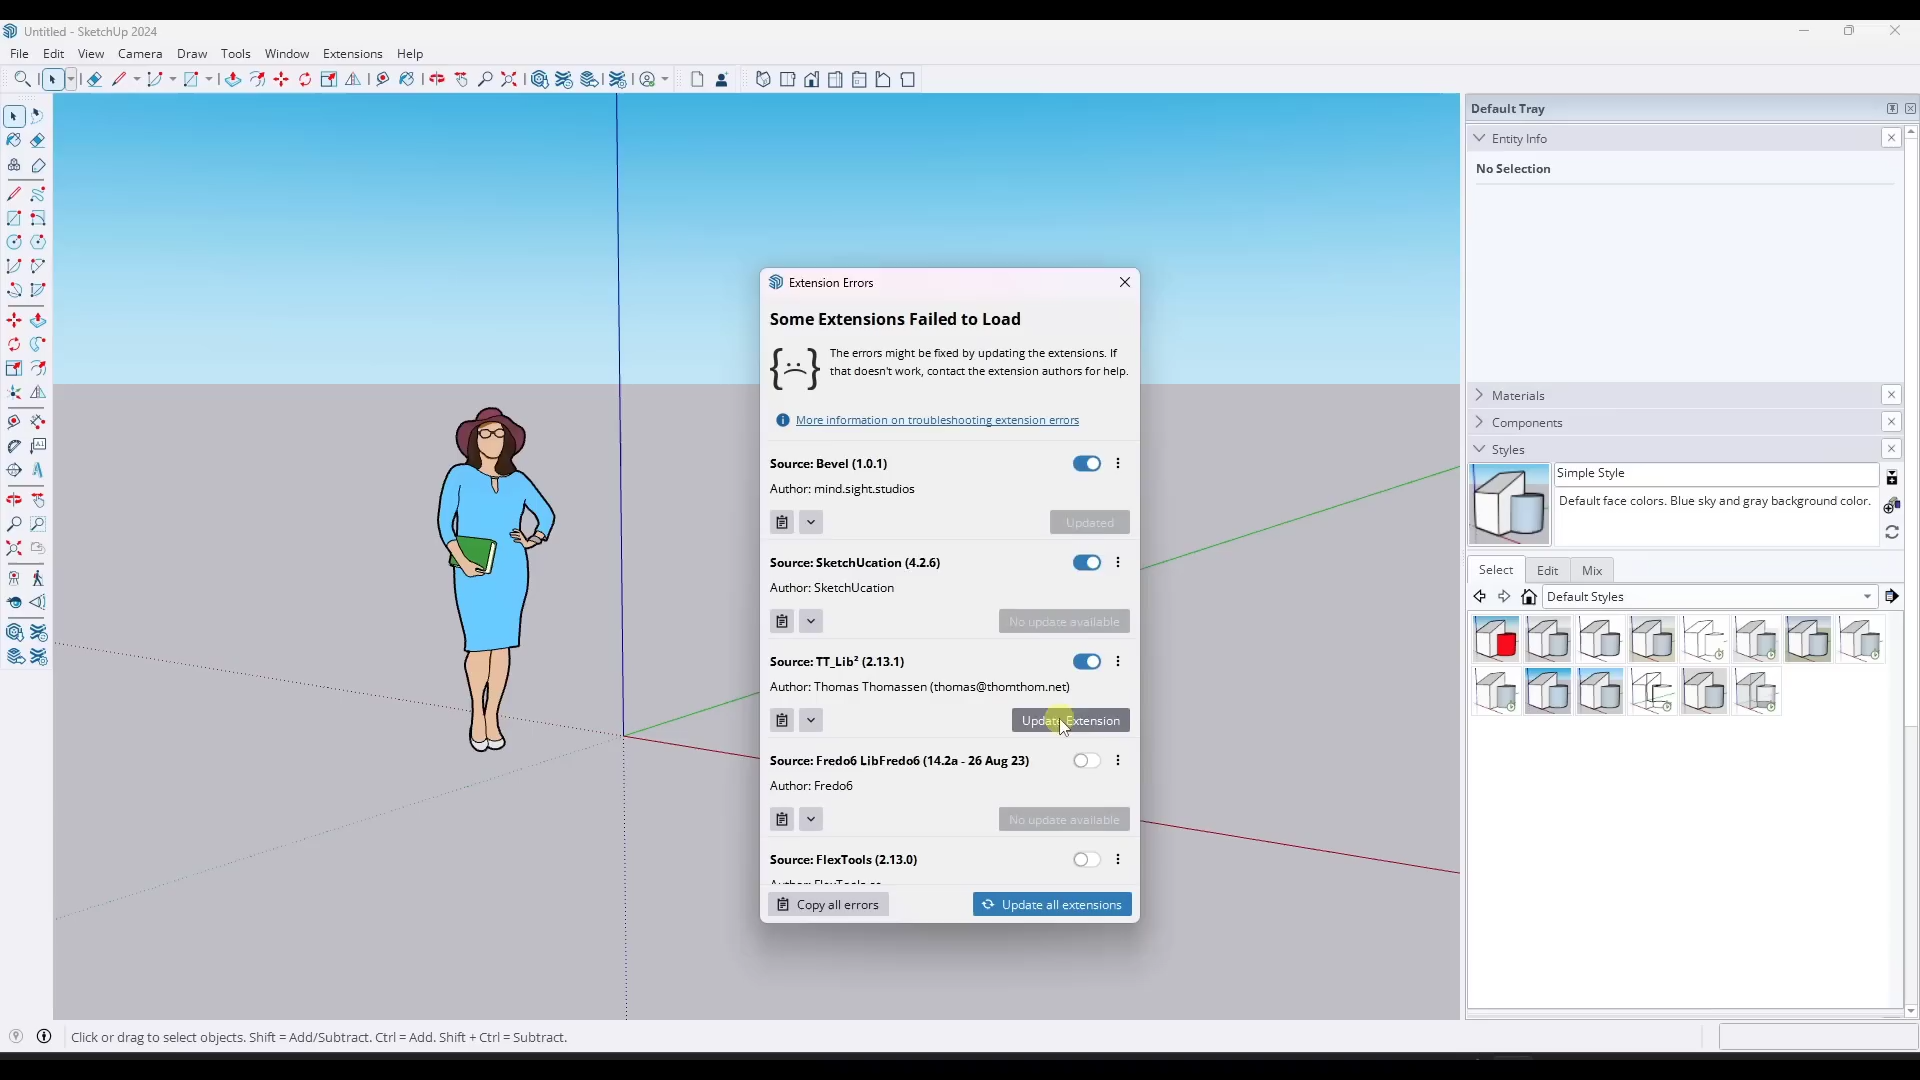 Untitled - SketchUp 2024
File Edit View Camera Draw Tools Window Extensions Help
Default Tray
Entity Info
No Selection
Materials
Components
Styles
Simple Style
Default face colors. Blue sky and gray background color.
Select Edit Mix
Default Styles
Extension Errors
Some Extensions Failed to Load
The errors might be fixed by updating the extensions. If
that doesn't work, contact the extension authors for help.
More information on troubleshooting extension errors
Source: Bevel (1.0.1)
Author: mind.sight.studios
Updated
Source: SketchUcation (4.2.6)
Author: SketchUcation
No update available
Source: TT_Lib² (2.13.1)
Author: Thomas Thomassen (thomas@thomthom.net)
Update Extension
Source: Fredo6 LibFredo6 (14.2a - 26 Aug 23)
Author: Fredo6
No update available
Source: FlexTools (2.13.0)
Copy all errors
Update all extensions
Click or drag to select objects. Shift = Add/Subtract. Ctrl = Add. Shift + Ctrl = Subtract.